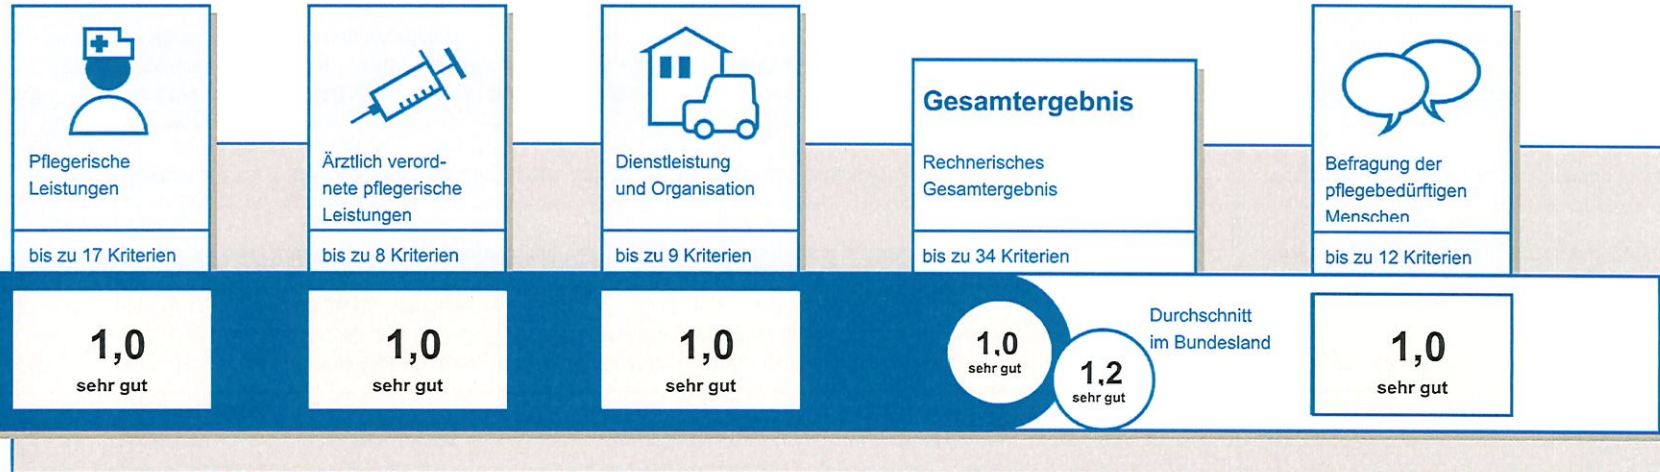 Pflegerische
Leistungen
bis zu 17 Kriterien
1,0
sehr gut
Ärztlich verord-
nete pflegerische
Leistungen
bis zu 8 Kriterien
1,0
sehr gut
Dienstleistung
und Organisation
bis zu 9 Kriterien
1,0
sehr gut
Gesamtergebnis
Rechnerisches
Gesamtergebnis
bis zu 34 Kriterien
1,0
sehr gut
1,2
sehr gut
Durchschnitt
im Bundesland
Befragung der
pflegebedürftigen
Menschen
bis zu 12 Kriterien
1,0
sehr gut